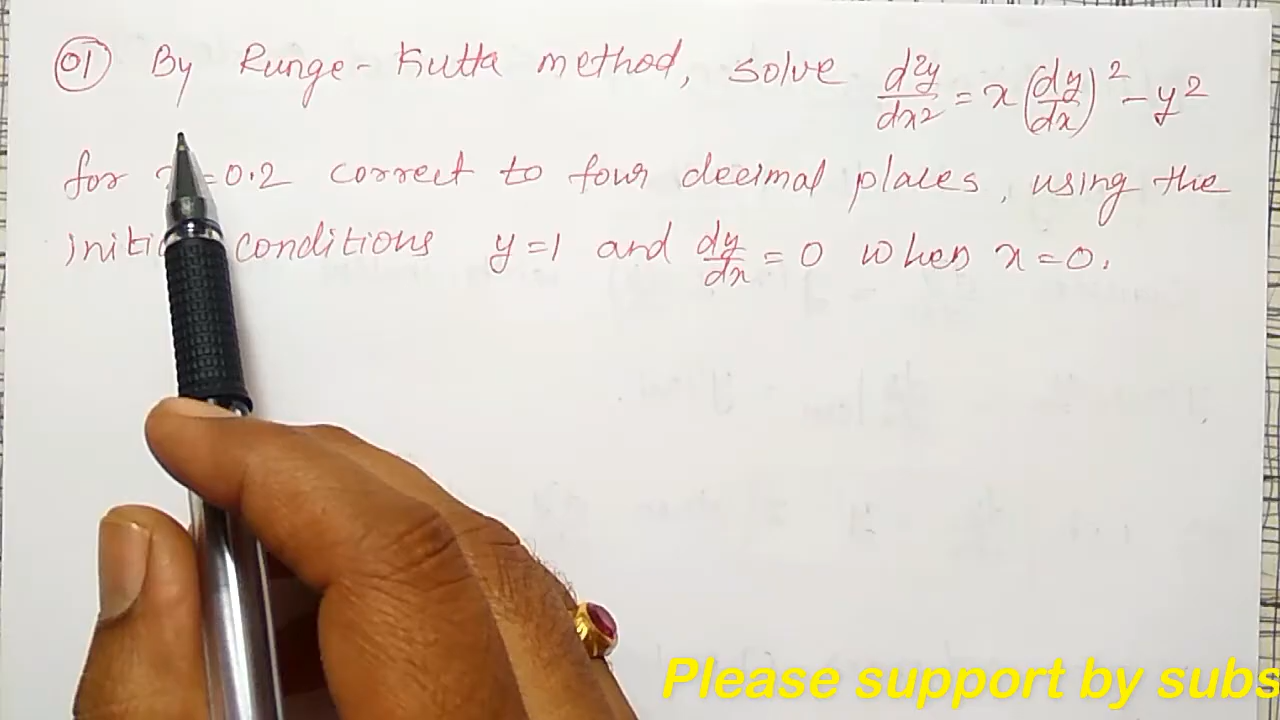 01 By Runge-Kutta method, solve d²y/dx² = x(dy/dx)² - y²
for = 0.2 correct to four decimal places, using the
conditions y = 1 and dy/dx = 0 when x = 0.
Please support by subs